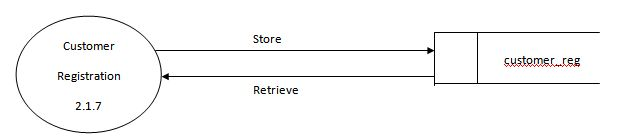 Customer
Registration
2.1.7
Store
Retrieve
customer_reg